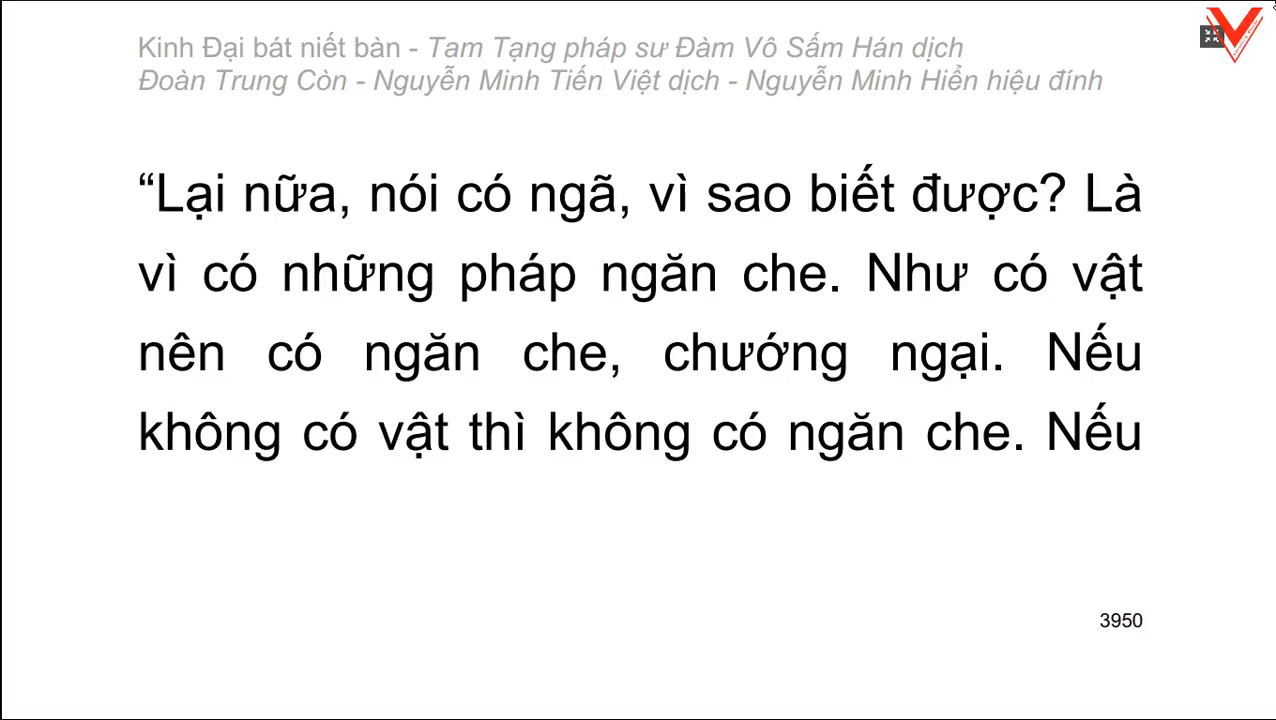 Kinh Đại bát niết bàn - Tam Tạng pháp sư Đàm Vô Sấm Hán dịch
Đoàn Trung Còn - Nguyễn Minh Tiến Việt dịch - Nguyễn Minh Hiển hiệu đính
“Lại nữa, nói có ngã, vì sao biết được? Là
vì có những pháp ngăn che. Như có vật
nên có ngăn che, chướng ngại. Nếu
không có vật thì không có ngăn che. Nếu
3950